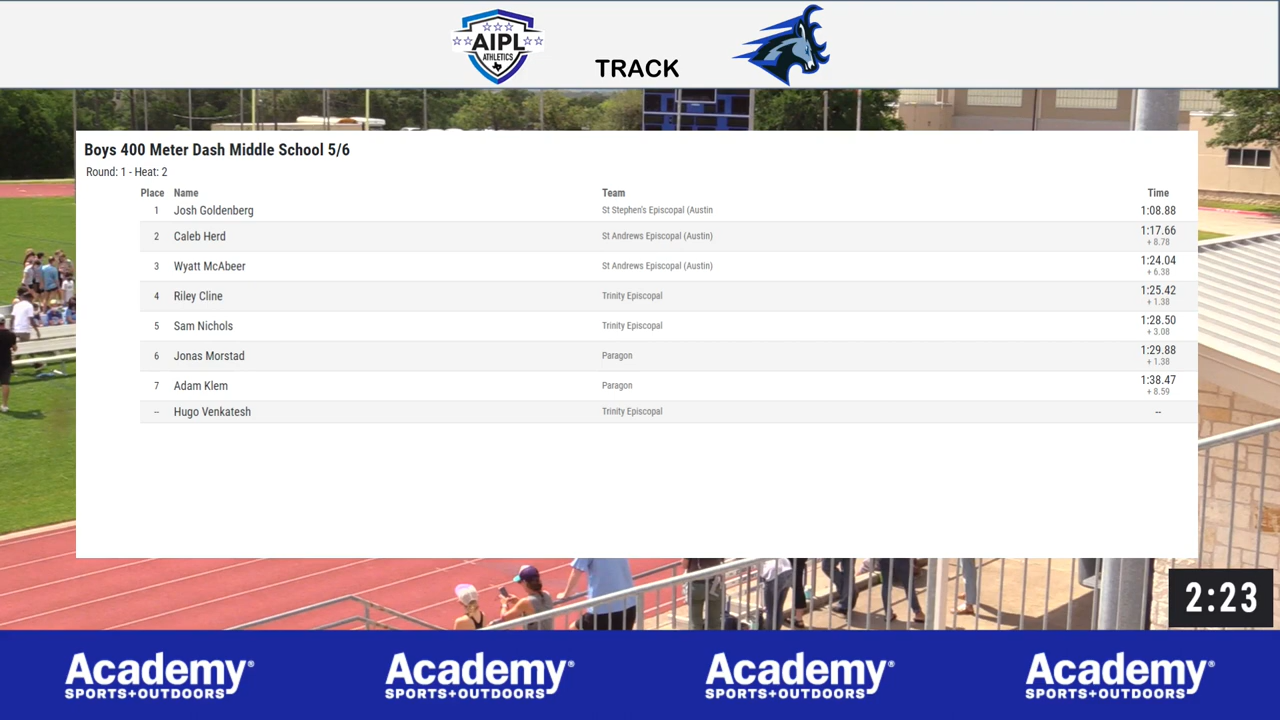 AIPL
ATHLETICS
TRACK
Boys 400 Meter Dash Middle School 5/6
Round: 1 - Heat: 2
Place Name Team Time
1 Josh Goldenberg St Stephen's Episcopal (Austin 1:08.88
2 Caleb Herd St Andrews Episcopal (Austin) 1:17.66
+ 8.78
3 Wyatt McAbeer St Andrews Episcopal (Austin) 1:24.04
+ 6.38
4 Riley Cline Trinity Episcopal 1:25.42
+ 1.38
5 Sam Nichols Trinity Episcopal 1:28.50
+ 3.08
6 Jonas Morstad Paragon 1:29.88
+ 1.38
7 Adam Klem Paragon 1:38.47
+ 8.59
-- Hugo Venkatesh Trinity Episcopal --
2:23
Academy® Academy® Academy® Academy®
SPORTS+OUTDOORS SPORTS+OUTDOORS SPORTS+OUTDOORS SPORTS+OUTDOORS